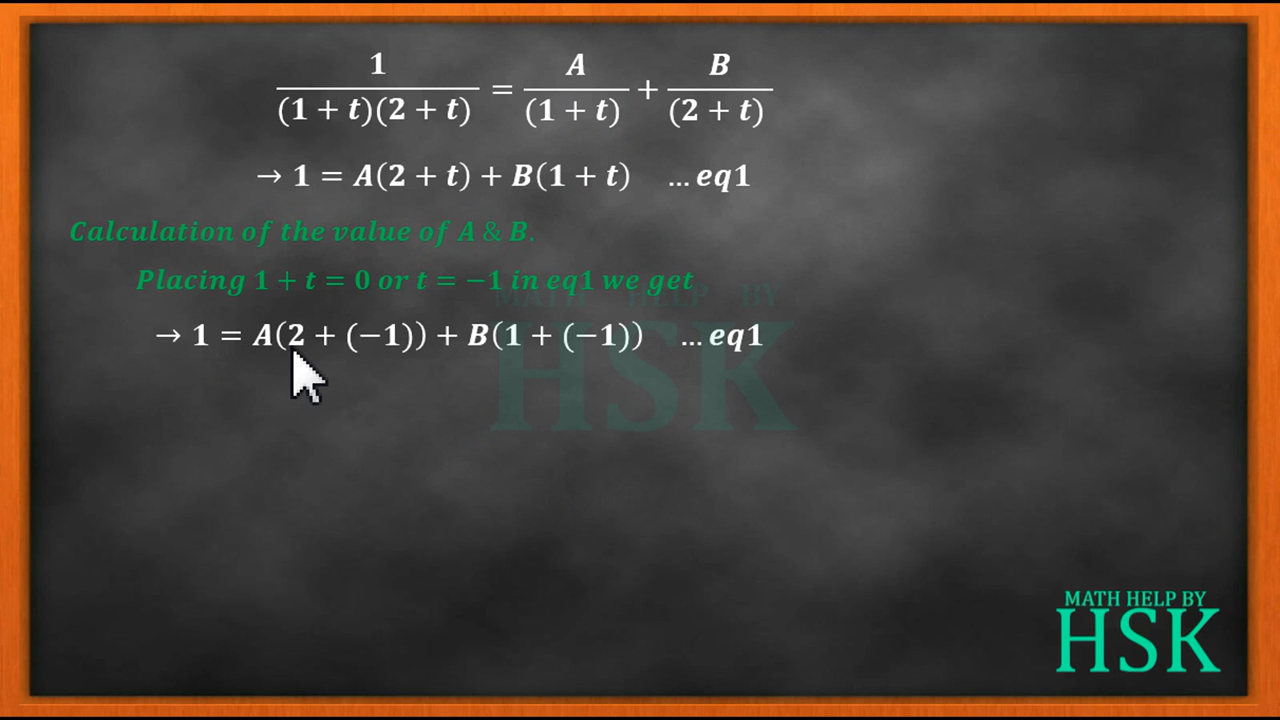 1/((1 + t)(2 + t)) = A/((1 + t)) + B/((2 + t))
→ 1 = A(2 + t) + B(1 + t) ... eq1
Calculation of the value of A & B.
Placing 1 + t = 0 or t = −1 in eq1 we get
→ 1 = A(2 + (−1)) + B(1 + (−1)) ... eq1
MATH HELP BY
HSK
MATH HELP BY
HSK